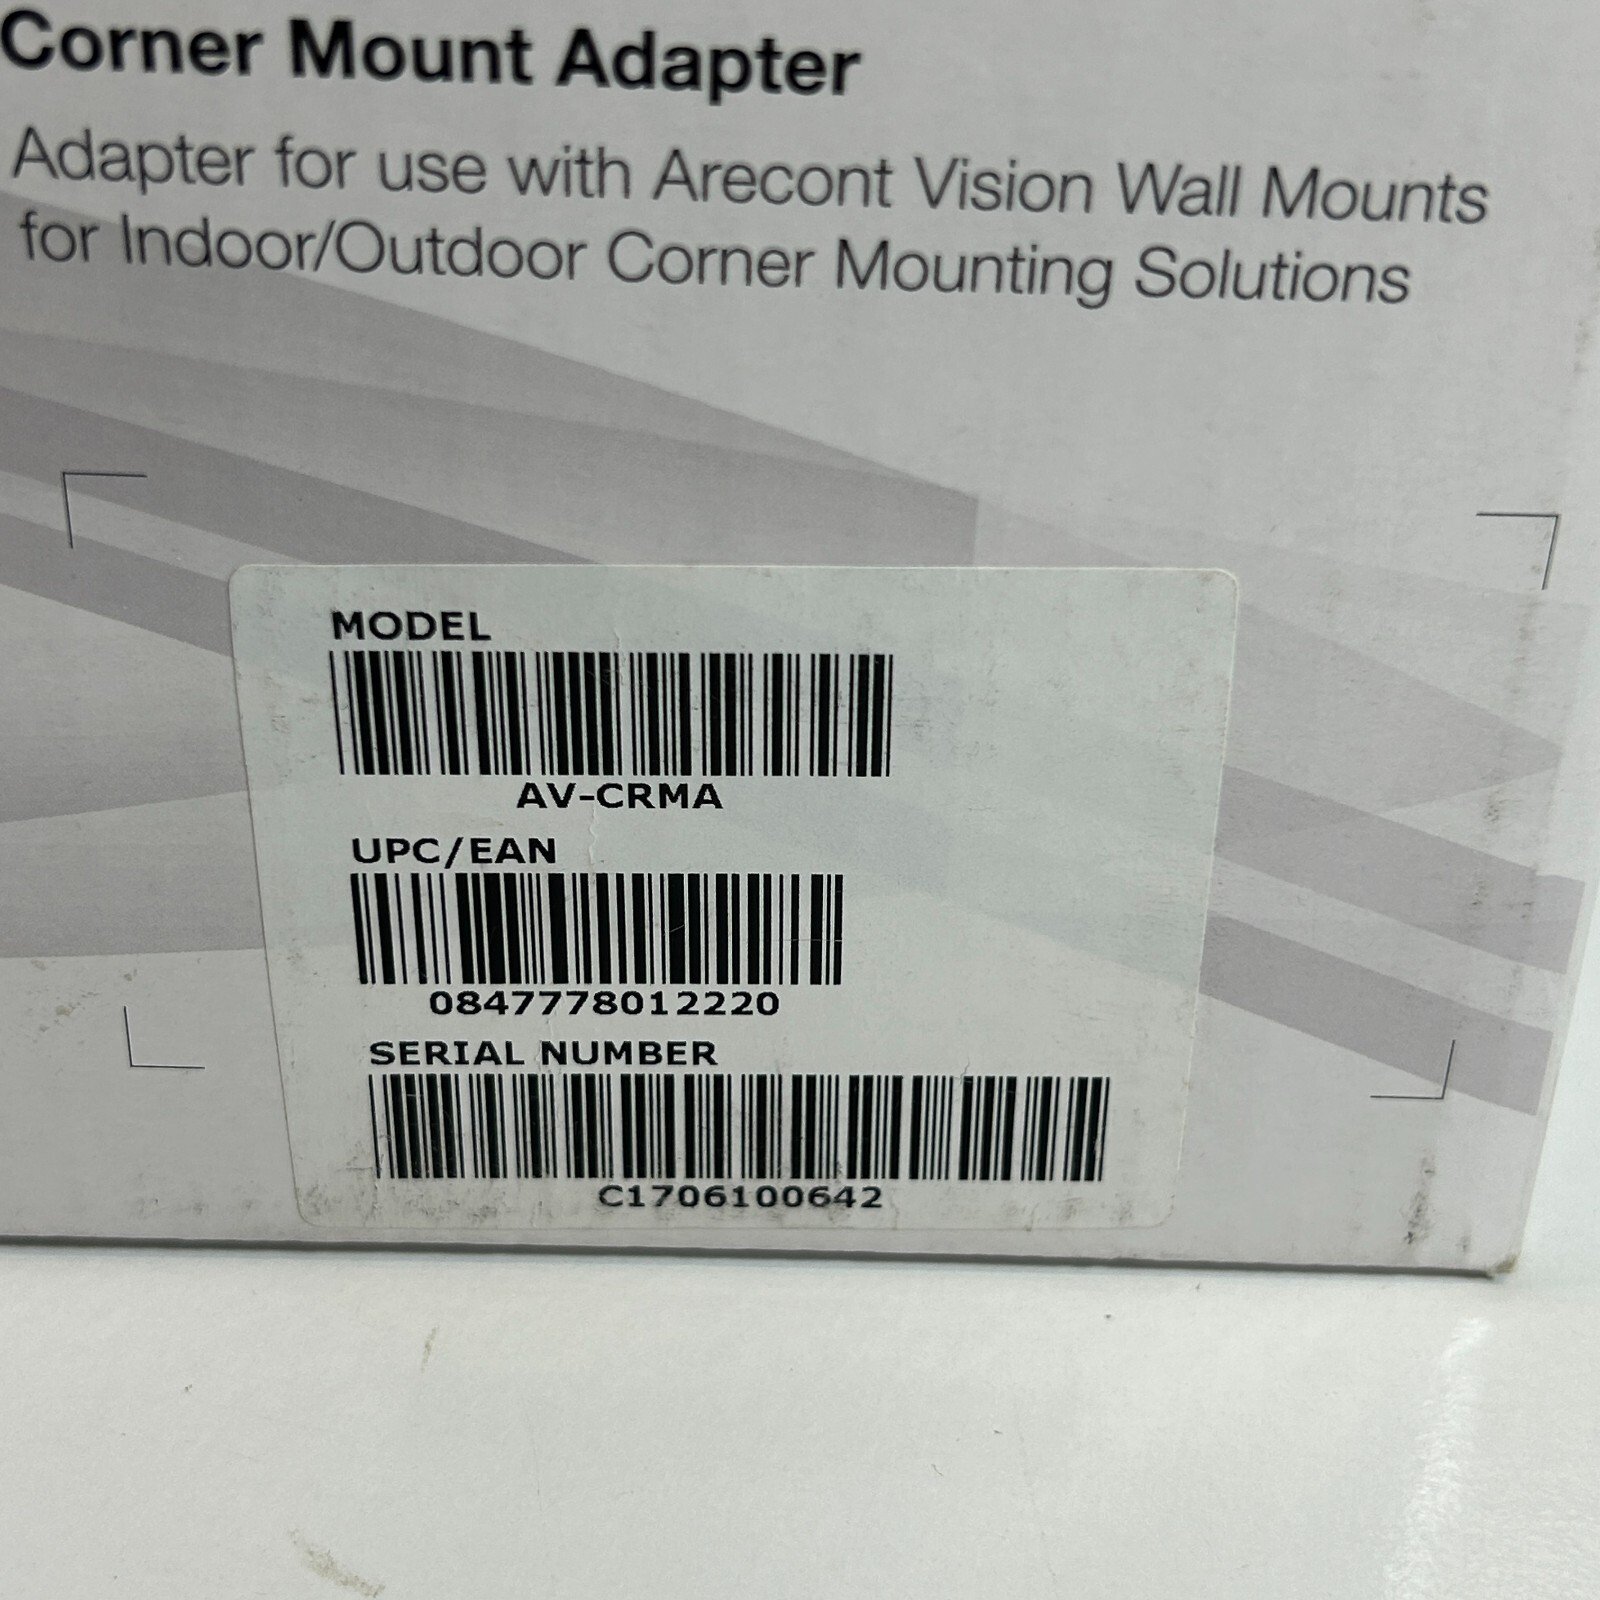 Corner Mount Adapter
Adapter for use with Arecont Vision Wall Mounts
for Indoor/Outdoor Corner Mounting Solutions
MODEL
AV-CRMA
UPC/EAN
0847778012220
SERIAL NUMBER
C1706100642